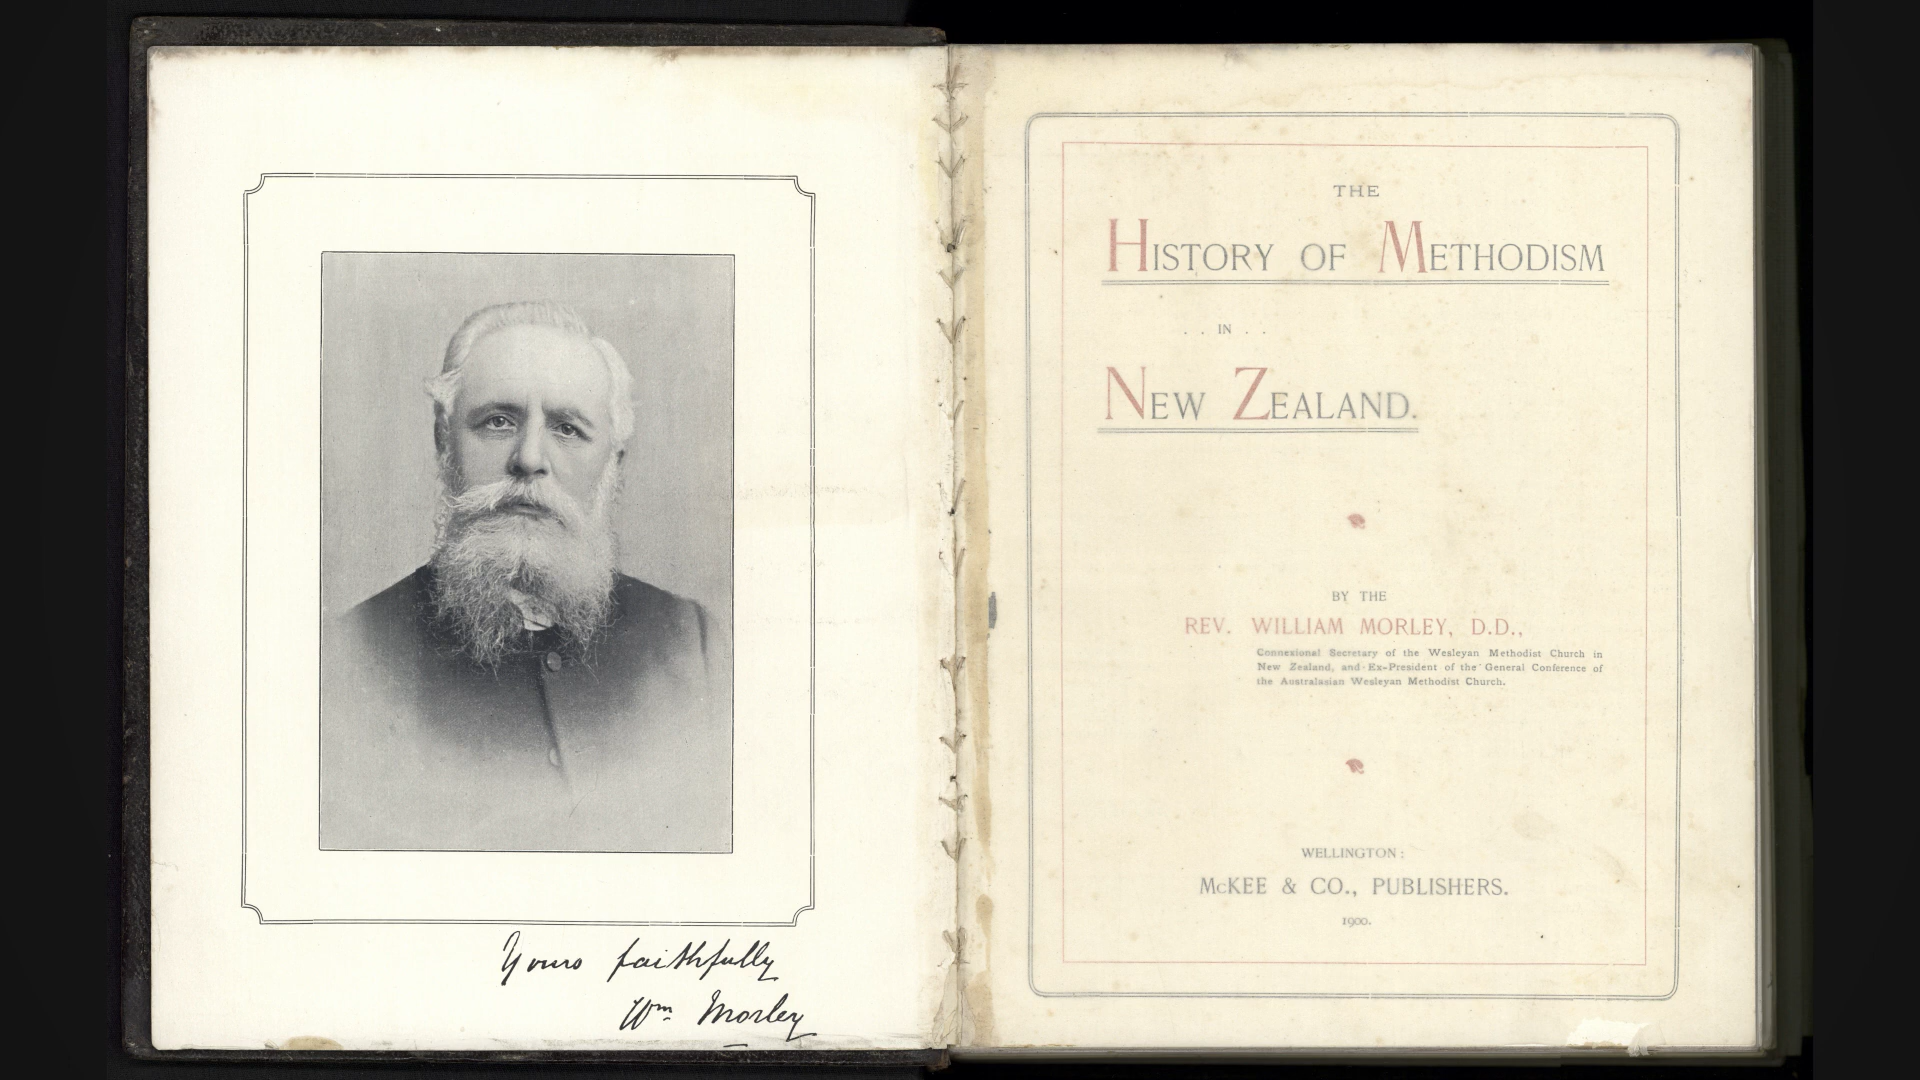 Yours faithfully
Wm Morley
THE
HISTORY OF METHODISM
. . IN . .
NEW ZEALAND.
BY THE
REV. WILLIAM MORLEY, D.D.,
Connexional Secretary of the Wesleyan Methodist Church in
New Zealand, and Ex-President of the General Conference of
the Australasian Wesleyan Methodist Church.
WELLINGTON:
McKEE & CO., PUBLISHERS.
1900.